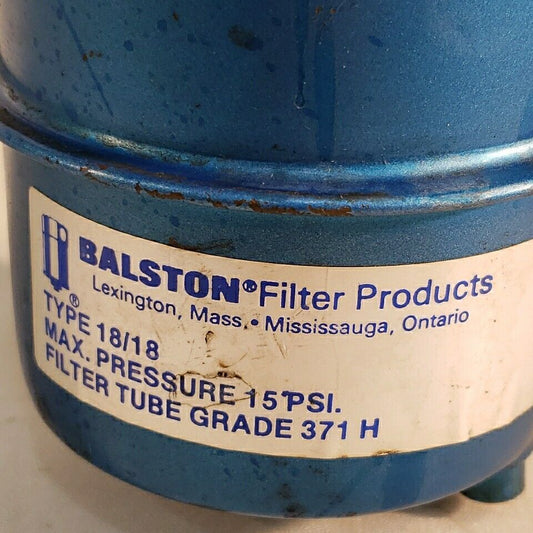 BALSTON® Filter Products
Lexington, Mass. • Mississauga, Ontario
®
TYPE 18/18
MAX. PRESSURE 15 PSI.
FILTER TUBE GRADE 371 H